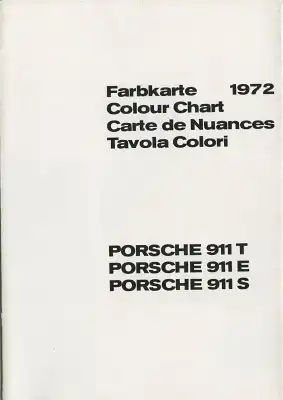 Farbkarte 1972
Colour Chart
Carte de Nuances
Tavola Colori
PORSCHE 911 T
PORSCHE 911 E
PORSCHE 911 S